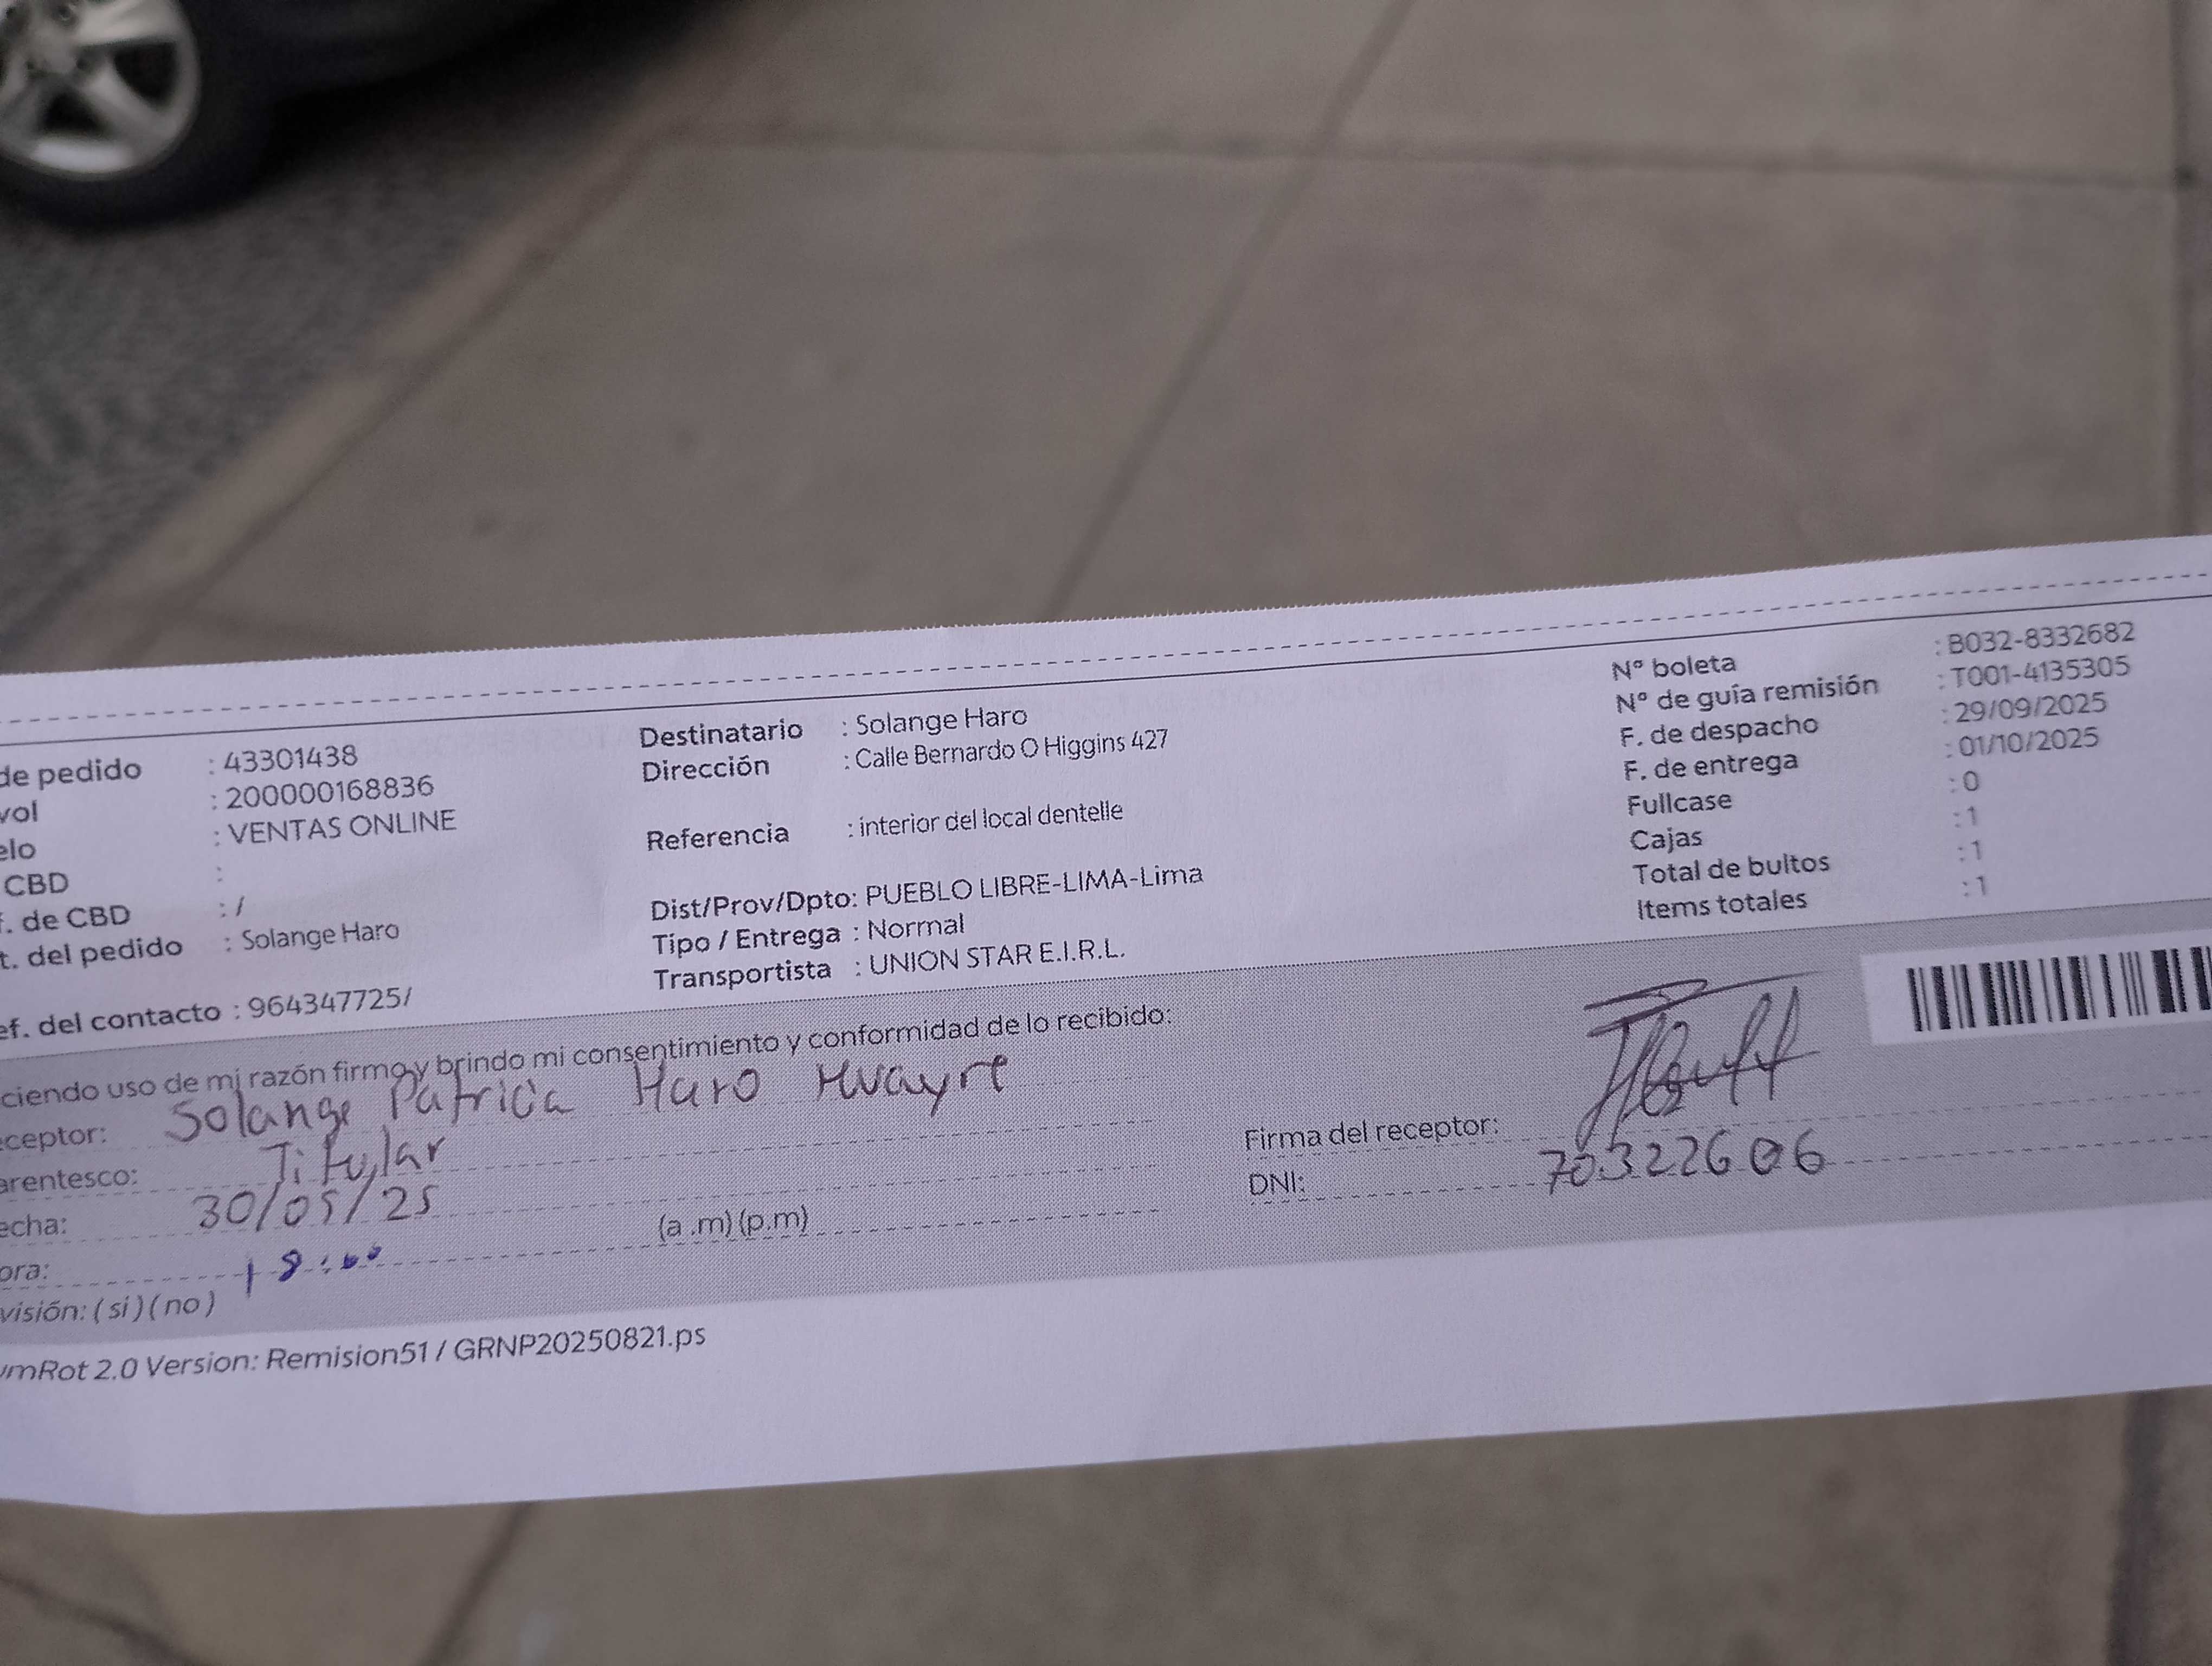 de pedido : 43301438
vol : 200000168836
elo : VENTAS ONLINE
CBD :
f. de CBD : /
t. del pedido : Solange Haro
ef. del contacto : 964347725/
Destinatario : Solange Haro
Dirección : Calle Bernardo O Higgins 427
Referencia : interior del local dentelle
Dist/Prov/Dpto: PUEBLO LIBRE-LIMA-Lima
Tipo / Entrega : Normal
Transportista : UNION STAR E.I.R.L.
N° boleta : B032-8332682
N° de guía remisión : T001-4135305
F. de despacho : 29/09/2025
F. de entrega : 01/10/2025
Fullcase : 0
Cajas : 1
Total de bultos : 1
Items totales : 1
ciendo uso de mi razón firmo y brindo mi consentimiento y conformidad de lo recibido:
ceptor: Solange Patricia Haro Huayre
arentesco: Titular
echa: 30/05/25
ora: 18:00 (a .m) (p.m)
visión: ( si ) ( no )
Firma del receptor:
DNI: 70322606
mRot 2.0 Version: Remision51 / GRNP20250821.ps